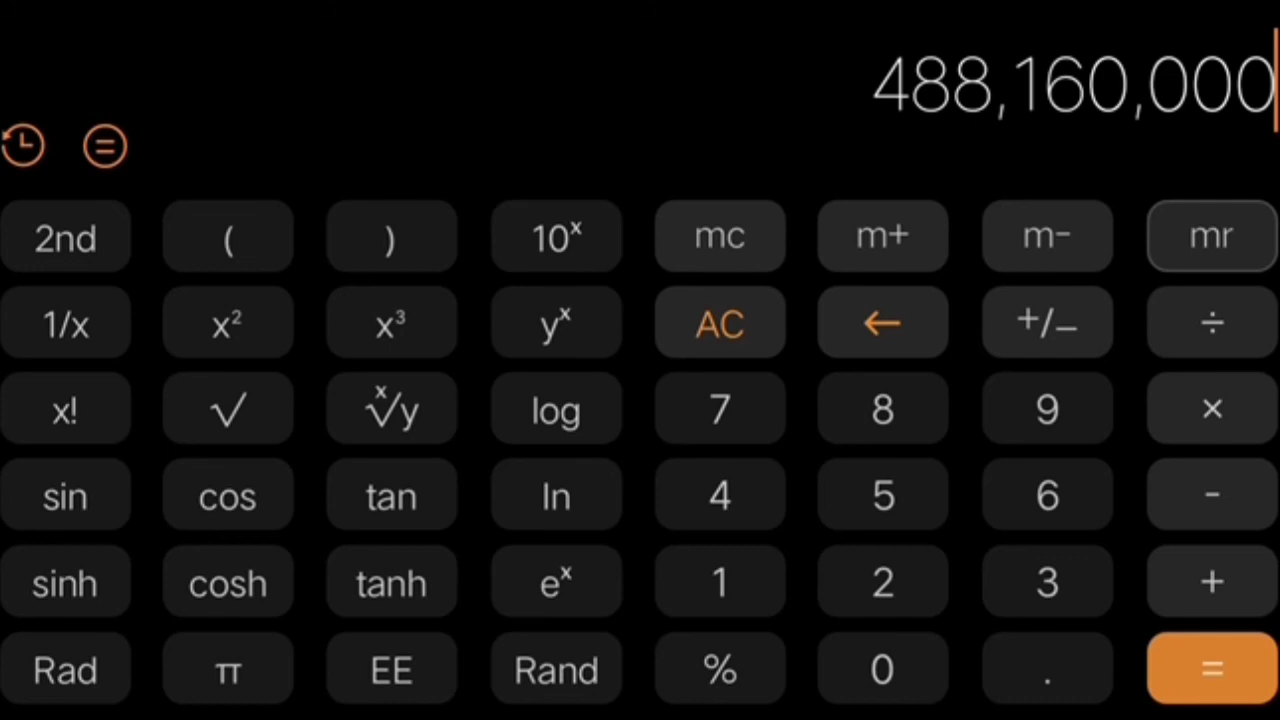 488,160,000
2nd ( ) 10ˣ mc m+ m- mr
1/x x² x³ yˣ AC ← +/− ÷
x! √ ˣ√y log 7 8 9 ×
sin cos tan ln 4 5 6 -
sinh cosh tanh eˣ 1 2 3 +
Rad π EE Rand % 0 . =